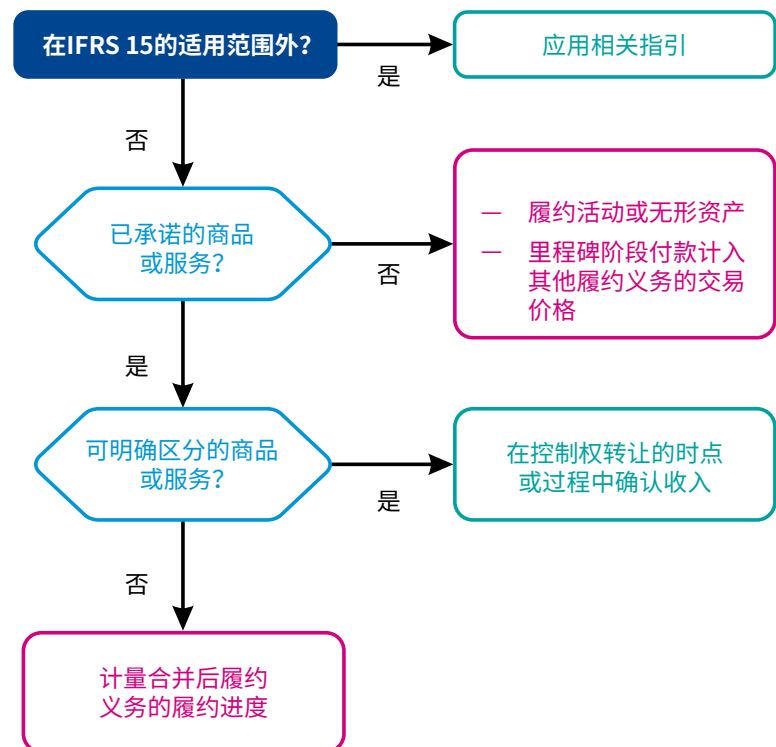 在IFRS 15的适用范围外?
是
应用相关指引
否
已承诺的商品
或服务?
否
— 履约活动或无形资产
— 里程碑阶段付款计入
其他履约义务的交易
价格
是
可明确区分的商品
或服务?
是
在控制权转让的时点
或过程中确认收入
否
计量合并后履约
义务的履约进度